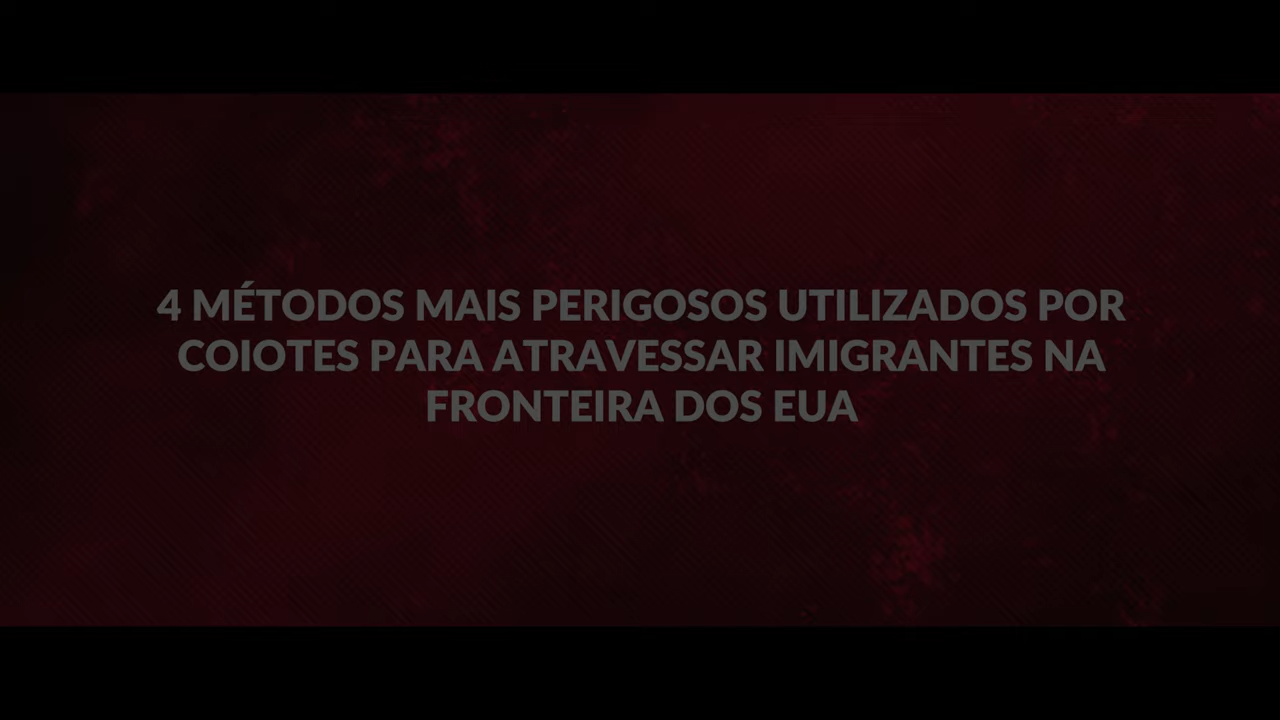 4 MÉTODOS MAIS PERIGOSOS UTILIZADOS POR
COIOTES PARA ATRAVESSAR IMIGRANTES NA
FRONTEIRA DOS EUA